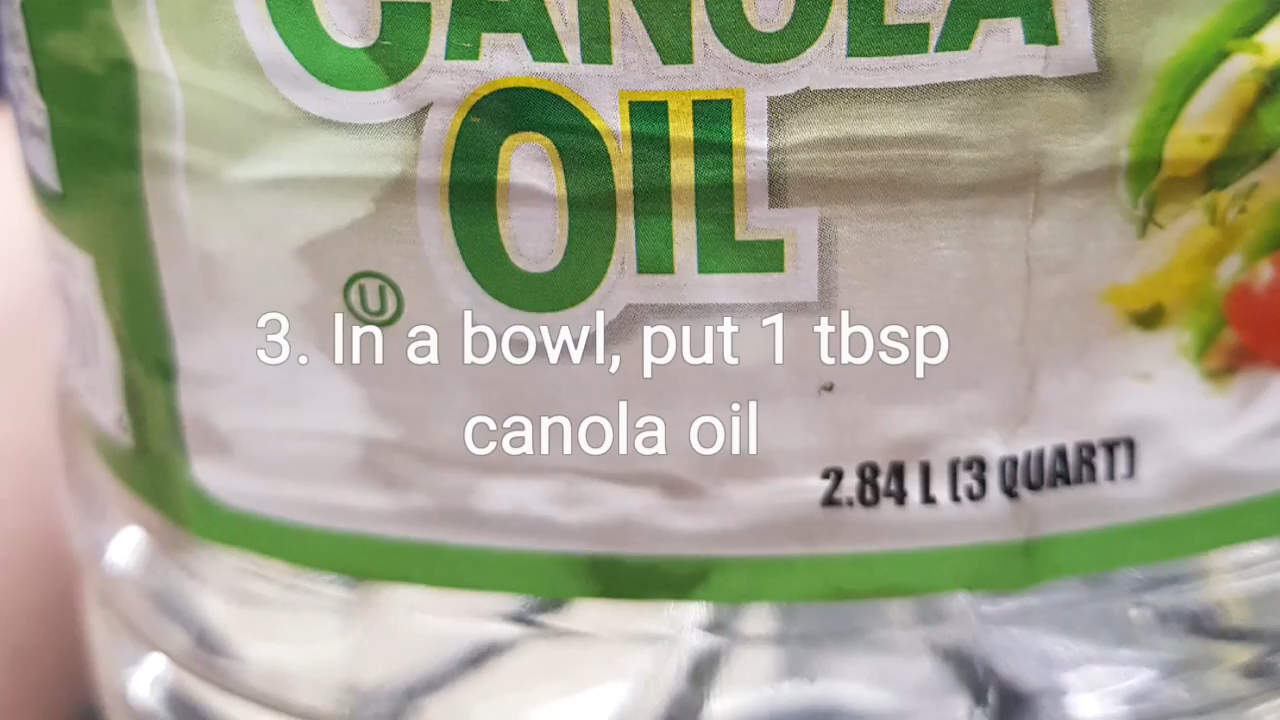 CANOLA
OIL
U
3. In a bowl, put 1 tbsp
canola oil
2.84 L (3 QUART)